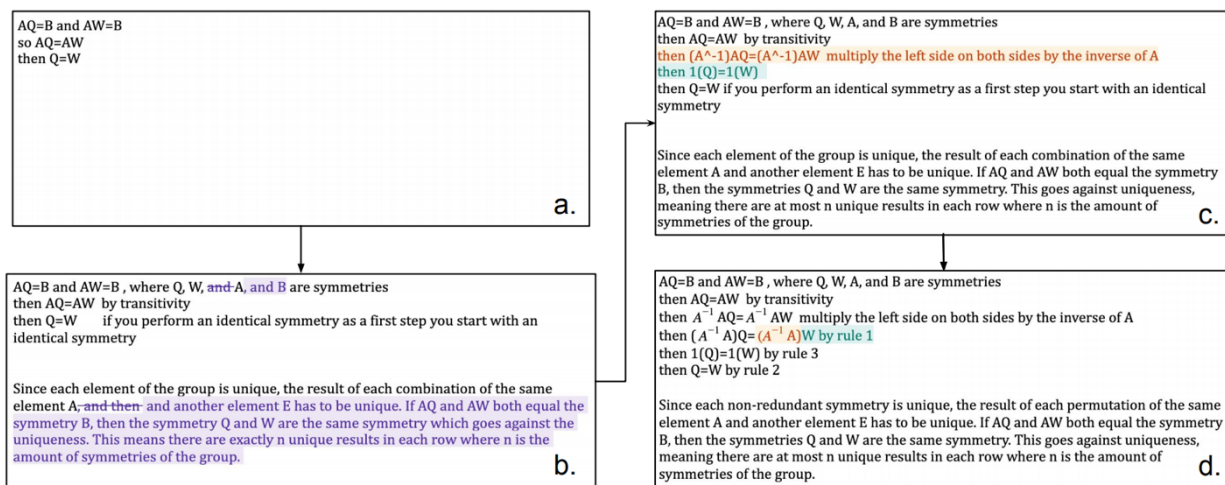 AQ=B and AW=B
so AQ=AW
then Q=W
a.
AQ=B and AW=B , where Q, W, and A, and B are symmetries
then AQ=AW by transitivity
then Q=W if you perform an identical symmetry as a first step you start with an
identical symmetry
Since each element of the group is unique, the result of each combination of the same
element A, and then and another element E has to be unique. If AQ and AW both equal the
symmetry B, then the symmetry Q and W are the same symmetry which goes against the
uniqueness. This means there are exactly n unique results in each row where n is the
amount of symmetries of the group.
b.
AQ=B and AW=B , where Q, W, A, and B are symmetries
then AQ=AW by transitivity
then (A^-1)AQ=(A^-1)AW multiply the left side on both sides by the inverse of A
then 1(Q)=1(W)
then Q=W if you perform an identical symmetry as a first step you start with an identical
symmetry
Since each element of the group is unique, the result of each combination of the same
element A and another element E has to be unique. If AQ and AW both equal the symmetry
B, then the symmetries Q and W are the same symmetry. This goes against uniqueness,
meaning there are at most n unique results in each row where n is the amount of
symmetries of the group.
c.
AQ=B and AW=B , where Q, W, A, and B are symmetries
then AQ=AW by transitivity
then A⁻¹ AQ=A⁻¹ AW multiply the left side on both sides by the inverse of A
then (A⁻¹ A)Q=(A⁻¹ A)W by rule 1
then 1(Q)=1(W) by rule 3
then Q=W by rule 2
Since each non-redundant symmetry is unique, the result of each permutation of the same
element A and another element E has to be unique. If AQ and AW both equal the symmetry
B, then the symmetries Q and W are the same symmetry. This goes against uniqueness,
meaning there are at most n unique results in each row where n is the amount of
symmetries of the group.
d.